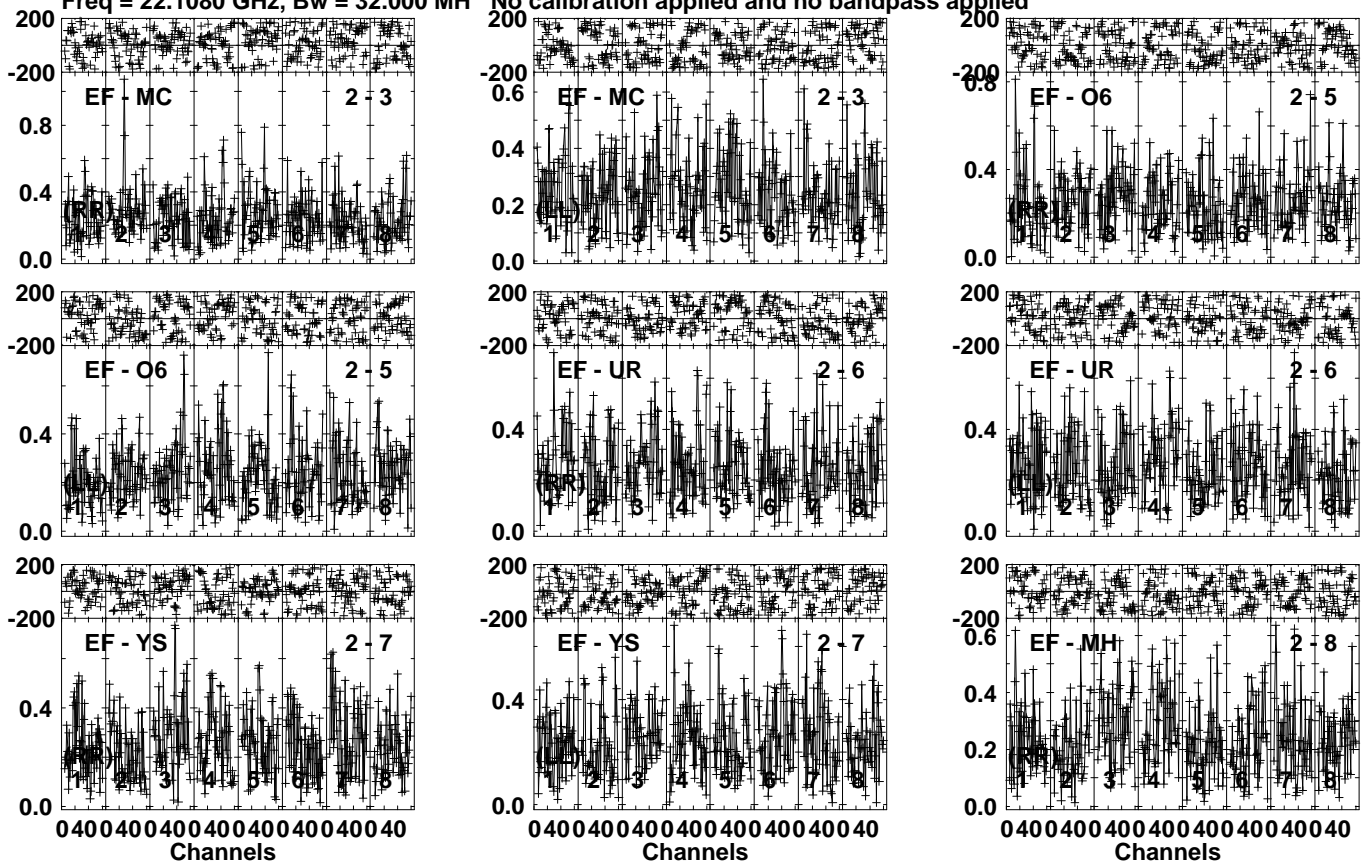 Freq = 22.1080 GHz, Bw = 32.000 MH No calibration applied and no bandpass applied
200
-200
EF - MC 2 - 3
0.8
0.4
0.0
(RR)
1 2 3 4 5 6 7 8
200
-200
EF - MC 2 - 3
0.6
0.4
0.2
0.0
(LL)
1 2 3 4 5 6 7 8
200
-200
EF - O6 2 - 5
0.8
0.4
0.0
(RR)
1 2 3 4 5 6 7 8
200
-200
EF - O6 2 - 5
0.4
0.0
(LL)
1 2 3 4 5 6 7 8
200
-200
EF - UR 2 - 6
0.4
0.0
(RR)
1 2 3 4 5 6 7 8
200
-200
EF - UR 2 - 6
0.4
0.0
(LL)
1 2 3 4 5 6 7 8
200
-200
EF - YS 2 - 7
0.4
0.0
(RR)
1 2 3 4 5 6 7 8
0 40 0 40 0 40 0 40 0 40 0 40 0 40 0 40
Channels
200
-200
EF - YS 2 - 7
0.4
0.0
(LL)
1 2 3 4 5 6 7 8
0 40 0 40 0 40 0 40 0 40 0 40 0 40 0 40
Channels
200
-200
EF - MH 2 - 8
0.6
0.4
0.2
0.0
(RR)
1 2 3 4 5 6 7 8
0 40 0 40 0 40 0 40 0 40 0 40 0 40 0 40
Channels